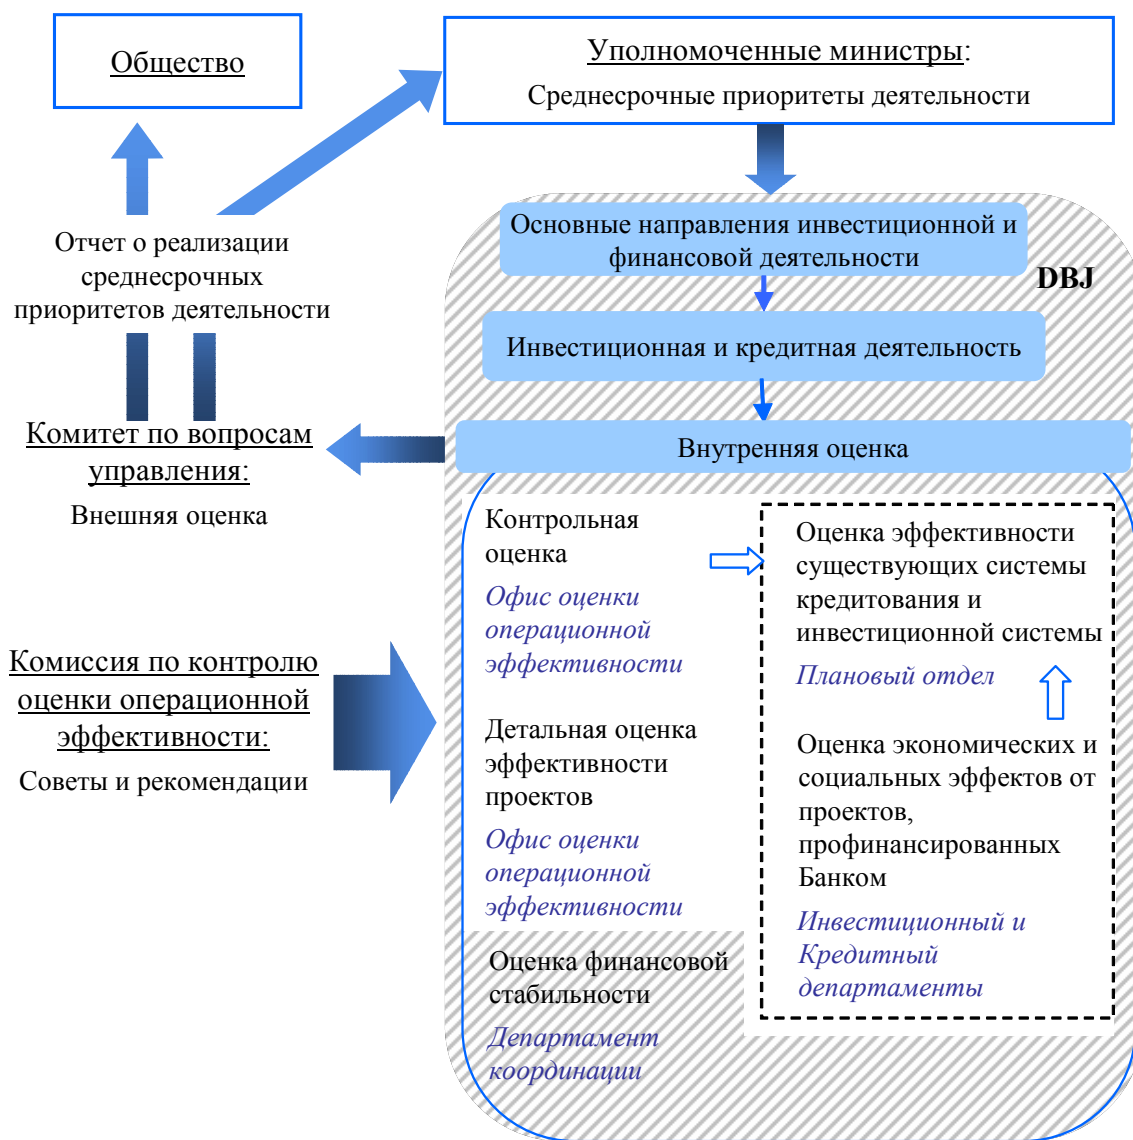 Общество
Уполномоченные министры:
Среднесрочные приоритеты деятельности
Отчет о реализации
среднесрочных
приоритетов деятельности
Основные направления инвестиционной и
финансовой деятельности
DBJ
Инвестиционная и кредитная деятельность
Комитет по вопросам
управления:
Внешняя оценка
Внутренняя оценка
Контрольная
оценка
Офис оценки
операционной
эффективности
Оценка эффективности
существующих системы
кредитования и
инвестиционной системы
Плановый отдел
Комиссия по контролю
оценки операционной
эффективности:
Советы и рекомендации
Детальная оценка
эффективности
проектов
Офис оценки
операционной
эффективности
Оценка экономических и
социальных эффектов от
проектов,
профинансированных
Банком
Инвестиционный и
Кредитный
департаменты
Оценка финансовой
стабильности
Департамент
координации